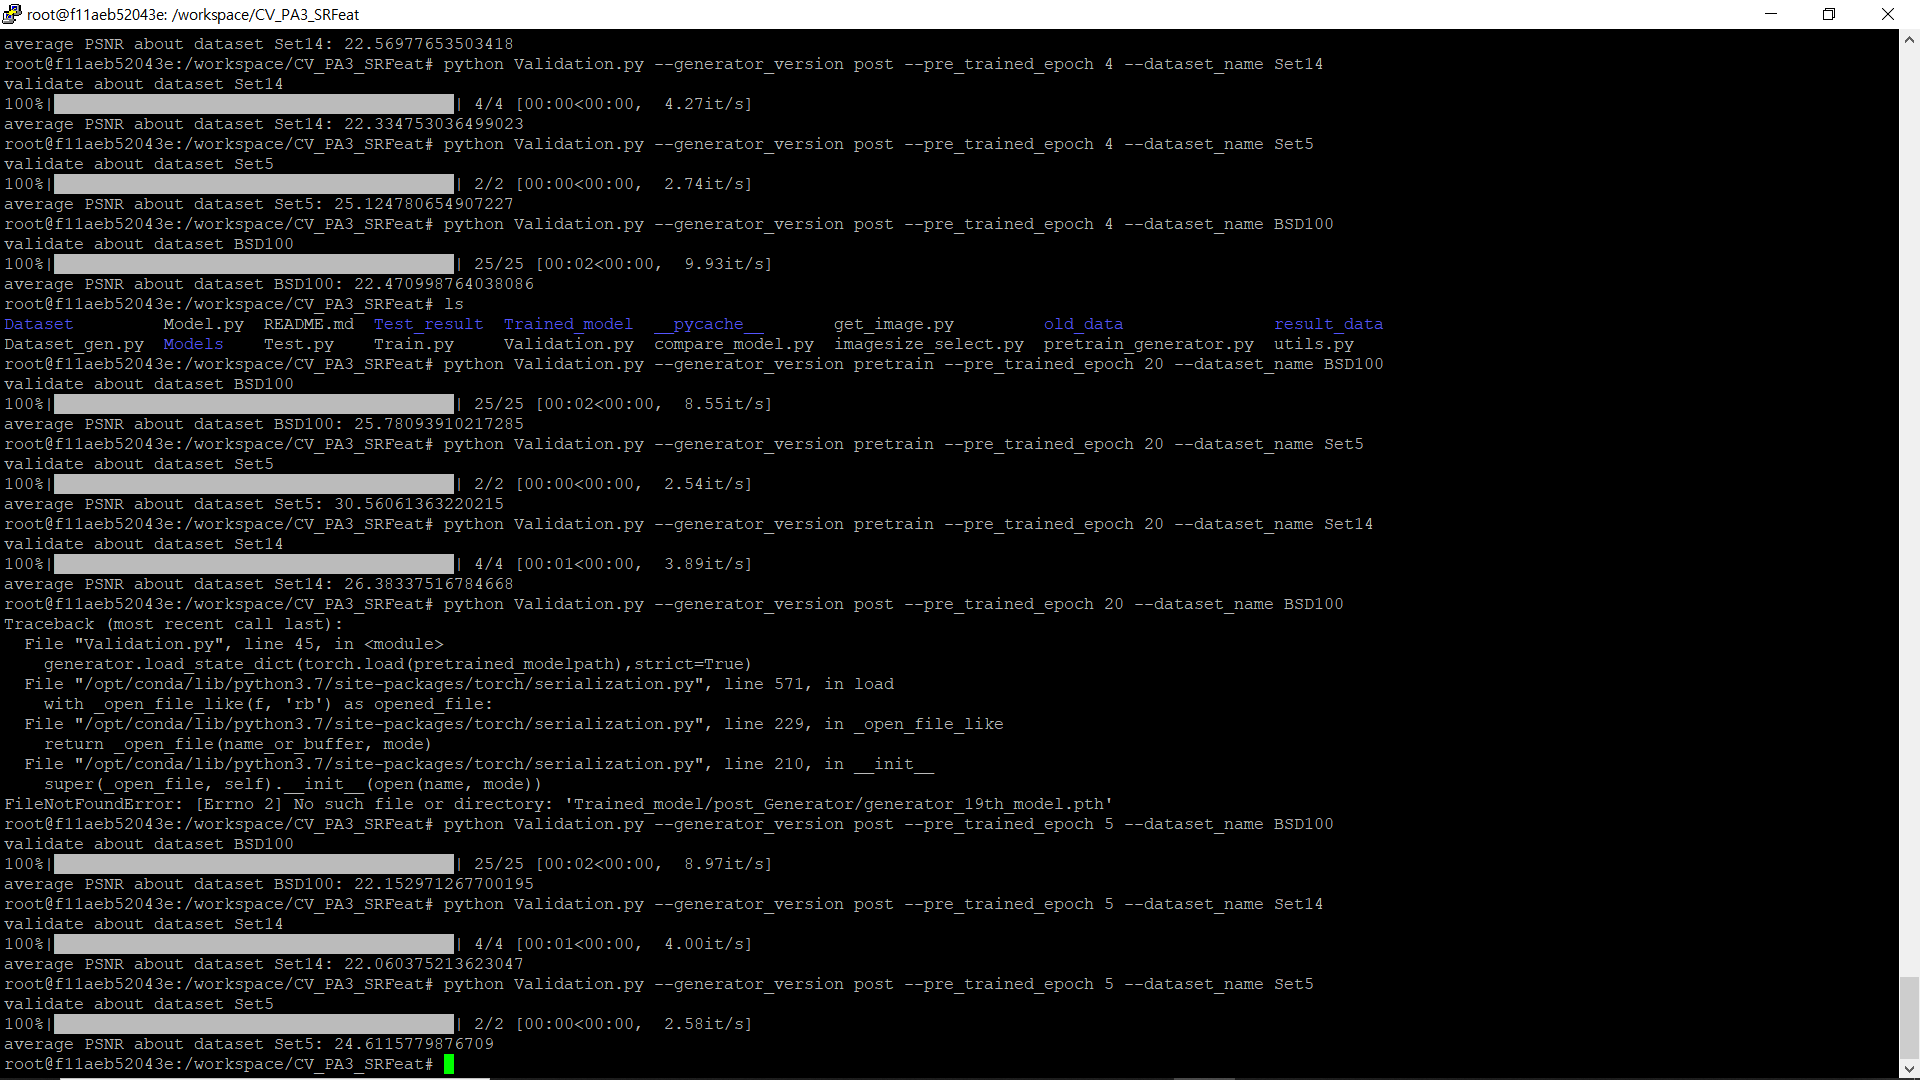 root@f11aeb52043e: /workspace/CV_PA3_SRFeat
average PSNR about dataset Set14: 22.56977653503418
root@f11aeb52043e:/workspace/CV_PA3_SRFeat# python Validation.py --generator_version post --pre_trained_epoch 4 --dataset_name Set14
validate about dataset Set14
100%| | 4/4 [00:00<00:00, 4.27it/s]
average PSNR about dataset Set14: 22.334753036499023
root@f11aeb52043e:/workspace/CV_PA3_SRFeat# python Validation.py --generator_version post --pre_trained_epoch 4 --dataset_name Set5
validate about dataset Set5
100%| | 2/2 [00:00<00:00, 2.74it/s]
average PSNR about dataset Set5: 25.124780654907227
root@f11aeb52043e:/workspace/CV_PA3_SRFeat# python Validation.py --generator_version post --pre_trained_epoch 4 --dataset_name BSD100
validate about dataset BSD100
100%| | 25/25 [00:02<00:00, 9.93it/s]
average PSNR about dataset BSD100: 22.470998764038086
root@f11aeb52043e:/workspace/CV_PA3_SRFeat# ls
Dataset Model.py README.md Test_result Trained_model __pycache__ get_image.py old_data result_data
Dataset_gen.py Models Test.py Train.py Validation.py compare_model.py imagesize_select.py pretrain_generator.py utils.py
root@f11aeb52043e:/workspace/CV_PA3_SRFeat# python Validation.py --generator_version pretrain --pre_trained_epoch 20 --dataset_name BSD100
validate about dataset BSD100
100%| | 25/25 [00:02<00:00, 8.55it/s]
average PSNR about dataset BSD100: 25.78093910217285
root@f11aeb52043e:/workspace/CV_PA3_SRFeat# python Validation.py --generator_version pretrain --pre_trained_epoch 20 --dataset_name Set5
validate about dataset Set5
100%| | 2/2 [00:00<00:00, 2.54it/s]
average PSNR about dataset Set5: 30.56061363220215
root@f11aeb52043e:/workspace/CV_PA3_SRFeat# python Validation.py --generator_version pretrain --pre_trained_epoch 20 --dataset_name Set14
validate about dataset Set14
100%| | 4/4 [00:01<00:00, 3.89it/s]
average PSNR about dataset Set14: 26.38337516784668
root@f11aeb52043e:/workspace/CV_PA3_SRFeat# python Validation.py --generator_version post --pre_trained_epoch 20 --dataset_name BSD100
Traceback (most recent call last):
File "Validation.py", line 45, in <module>
generator.load_state_dict(torch.load(pretrained_modelpath),strict=True)
File "/opt/conda/lib/python3.7/site-packages/torch/serialization.py", line 571, in load
with _open_file_like(f, 'rb') as opened_file:
File "/opt/conda/lib/python3.7/site-packages/torch/serialization.py", line 229, in _open_file_like
return _open_file(name_or_buffer, mode)
File "/opt/conda/lib/python3.7/site-packages/torch/serialization.py", line 210, in __init__
super(_open_file, self).__init__(open(name, mode))
FileNotFoundError: [Errno 2] No such file or directory: 'Trained_model/post_Generator/generator_19th_model.pth'
root@f11aeb52043e:/workspace/CV_PA3_SRFeat# python Validation.py --generator_version post --pre_trained_epoch 5 --dataset_name BSD100
validate about dataset BSD100
100%| | 25/25 [00:02<00:00, 8.97it/s]
average PSNR about dataset BSD100: 22.152971267700195
root@f11aeb52043e:/workspace/CV_PA3_SRFeat# python Validation.py --generator_version post --pre_trained_epoch 5 --dataset_name Set14
validate about dataset Set14
100%| | 4/4 [00:01<00:00, 4.00it/s]
average PSNR about dataset Set14: 22.060375213623047
root@f11aeb52043e:/workspace/CV_PA3_SRFeat# python Validation.py --generator_version post --pre_trained_epoch 5 --dataset_name Set5
validate about dataset Set5
100%| | 2/2 [00:00<00:00, 2.58it/s]
average PSNR about dataset Set5: 24.6115779876709
root@f11aeb52043e:/workspace/CV_PA3_SRFeat#